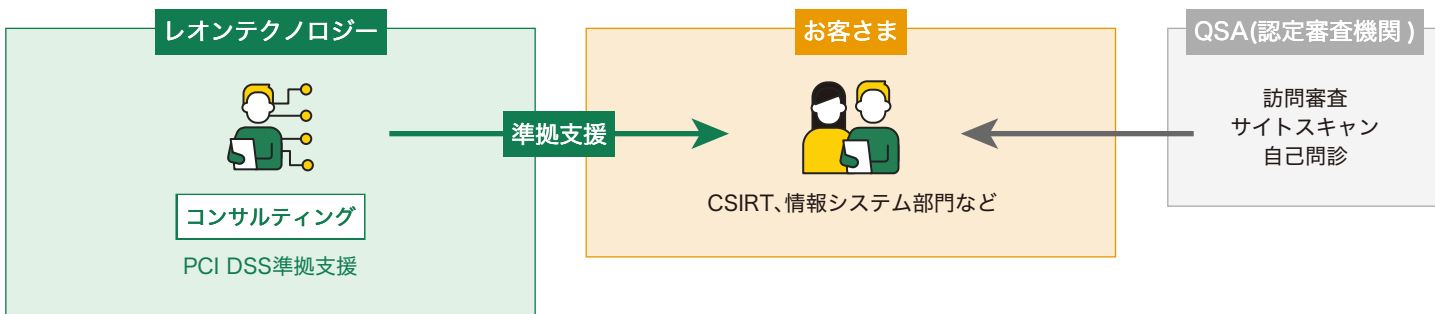 レオンテクノロジー
コンサルティング
PCI DSS準拠支援
準拠支援
お客さま
CSIRT、情報システム部門など
QSA(認定審査機関)
訪問審査
サイトスキャン
自己問診